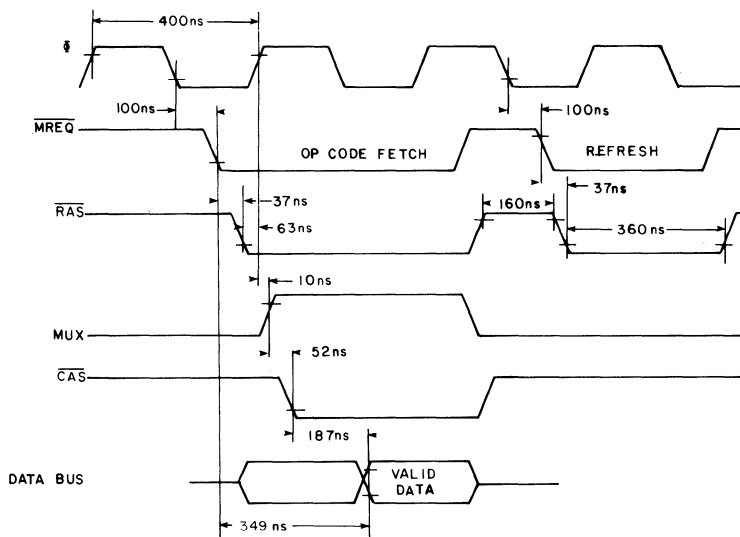 400ns
Φ
100ns
100ns
MREQ
OP CODE FETCH
REFRESH
37ns
37ns
RAS
160ns
63ns
360ns
10ns
MUX
52ns
CAS
187ns
DATA BUS
VALID
DATA
349 ns